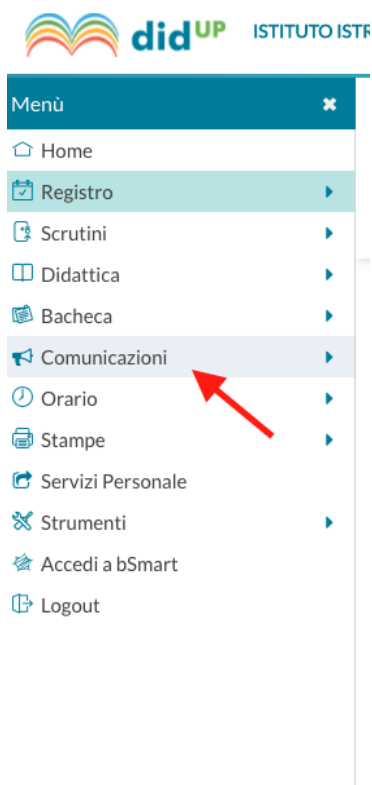 didUP ISTITUTO ISTR
Menù
Home
Registro
Scrutini
Didattica
Bacheca
Comunicazioni
Orario
Stampe
Servizi Personale
Strumenti
Accedi a bSmart
Logout